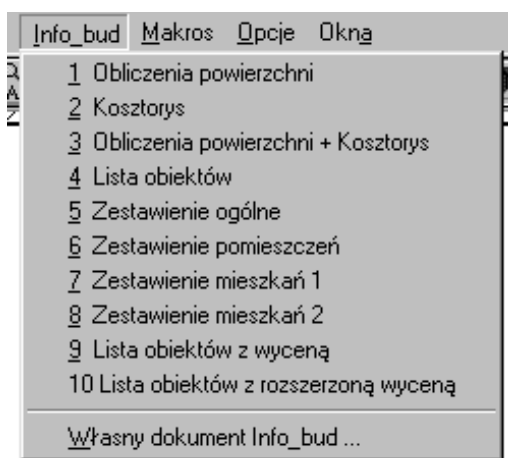 Info_bud Makros Opcje Okna
1 Obliczenia powierzchni
2 Kosztorys
3 Obliczenia powierzchni + Kosztorys
4 Lista obiektów
5 Zestawienie ogólne
6 Zestawienie pomieszczeń
7 Zestawienie mieszkań 1
8 Zestawienie mieszkań 2
9 Lista obiektów z wyceną
10 Lista obiektów z rozszerzoną wyceną
Własny dokument Info_bud ...